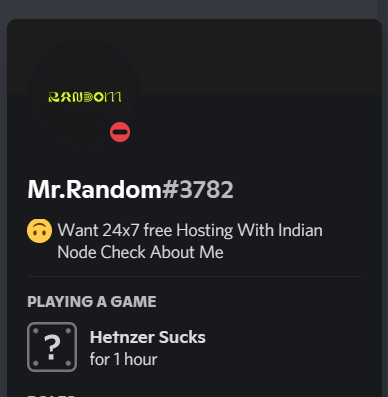 RANDOM
Mr.Random#3782
🙃 Want 24x7 free Hosting With Indian
Node Check About Me
PLAYING A GAME
?
Hetnzer Sucks
for 1 hour